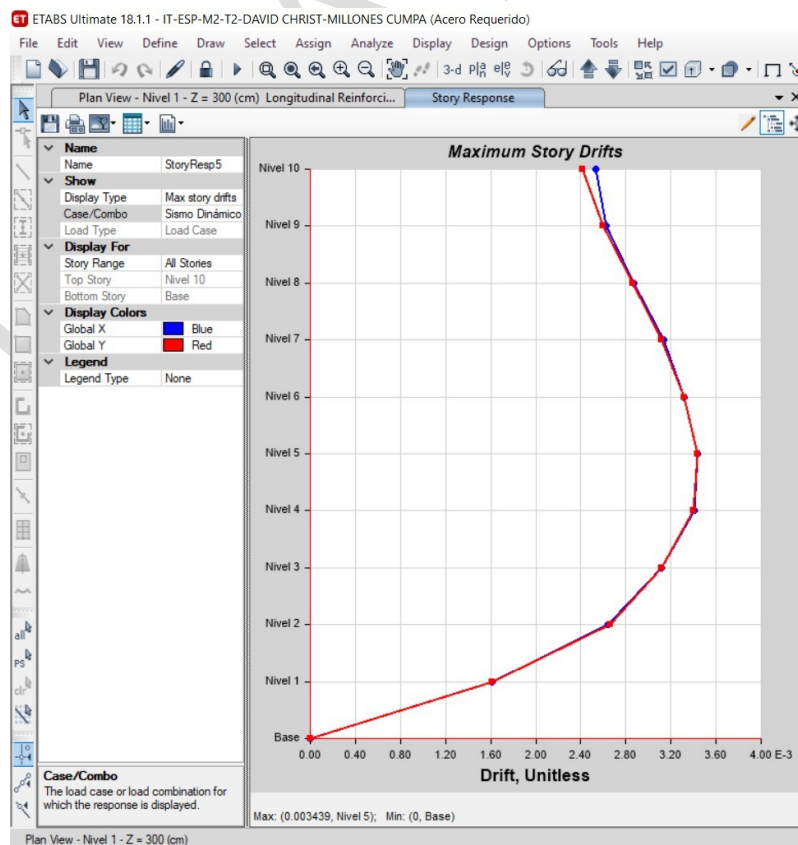 ETABS Ultimate 18.1.1 - IT-ESP-M2-T2-DAVID CHRIST-MILLONES CUMPA (Acero Requerido)
File Edit View Define Draw Select Assign Analyze Display Design Options Tools Help
3-d
Plan View - Nivel 1 - Z = 300 (cm) Longitudinal Reinforci... Story Response
Name
Name StoryResp5
Show
Display Type Max story drifts
Case/Combo Sismo Dinámico
Load Type Load Case
Display For
Story Range All Stories
Top Story Nivel 10
Bottom Story Base
Display Colors
Global X Blue
Global Y Red
Legend
Legend Type None
Maximum Story Drifts
Nivel 10
Nivel 9
Nivel 8
Nivel 7
Nivel 6
Nivel 5
Nivel 4
Nivel 3
Nivel 2
Nivel 1
Base
0.00 0.40 0.80 1.20 1.60 2.00 2.40 2.80 3.20 3.60 4.00 E-3
Drift, Unitless
all
PS
clr
Case/Combo
The load case or load combination for
which the response is displayed.
Max: (0.003439, Nivel 5); Min: (0, Base)
Plan View - Nivel 1 - Z = 300 (cm)